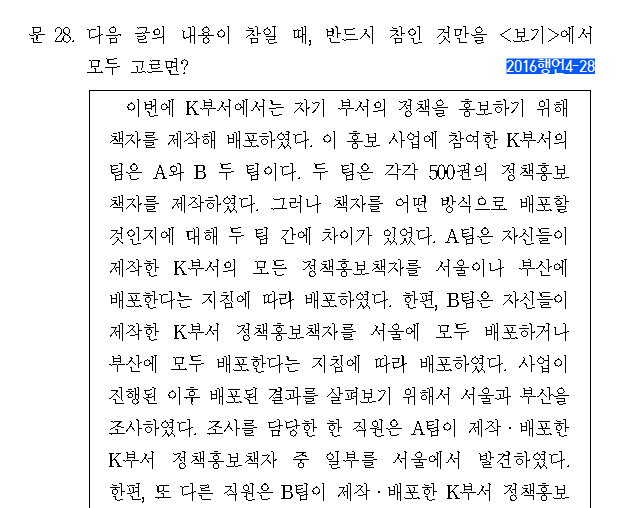 문 28. 다음 글의 내용이 참일 때, 반드시 참인 것만을 <보기>에서
모두 고르면?
2016행언4-28
이번에 K부서에서는 자기 부서의 정책을 홍보하기 위해
책자를 제작해 배포하였다. 이 홍보 사업에 참여한 K부서의
팀은 A와 B 두 팀이다. 두 팀은 각각 500권의 정책홍보
책자를 제작하였다. 그러나 책자를 어떤 방식으로 배포할
것인지에 대해 두 팀 간에 차이가 있었다. A팀은 자신들이
제작한 K부서의 모든 정책홍보책자를 서울이나 부산에
배포한다는 지침에 따라 배포하였다. 한편, B팀은 자신들이
제작한 K부서 정책홍보책자를 서울에 모두 배포하거나
부산에 모두 배포한다는 지침에 따라 배포하였다. 사업이
진행된 이후 배포된 결과를 살펴보기 위해서 서울과 부산을
조사하였다. 조사를 담당한 한 직원은 A팀이 제작·배포한
K부서 정책홍보책자 중 일부를 서울에서 발견하였다.
한편, 또 다른 직원은 B팀이 제작·배포한 K부서 정책홍보